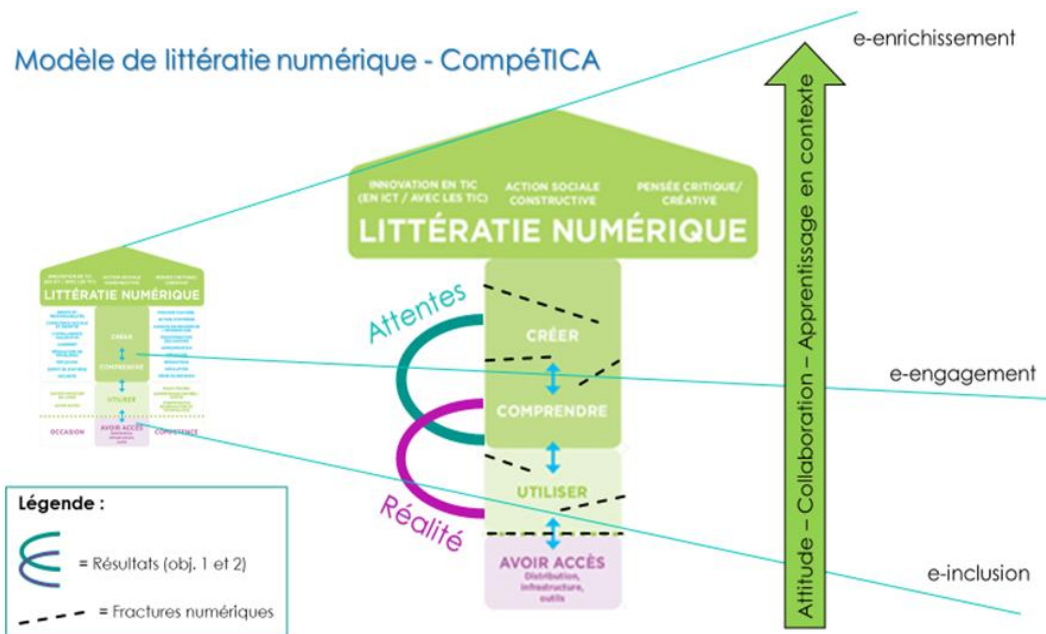 Modèle de littératie numérique - CompéTICA
e-enrichissement
INNOVATION EN TIC
(EN ICT / AVEC LES TIC)
ACTION SOCIALE
CONSTRUCTIVE
PENSÉE CRITIQUE/
CRÉATIVE
LITTÉRATIE NUMÉRIQUE
Attentes
CRÉER
COMPRENDRE
Réalité
UTILISER
AVOIR ACCÈS
Distribution,
infrastructure,
outils
LITTÉRATIE NUMÉRIQUE
CRÉER
COMPRENDRE
UTILISER
OCCASION
AVOIR ACCÈS
COMPÉTENCE
Attitude – Collaboration – Apprentissage en contexte
e-engagement
e-inclusion
Légende :
= Résultats (obj. 1 et 2)
= Fractures numériques